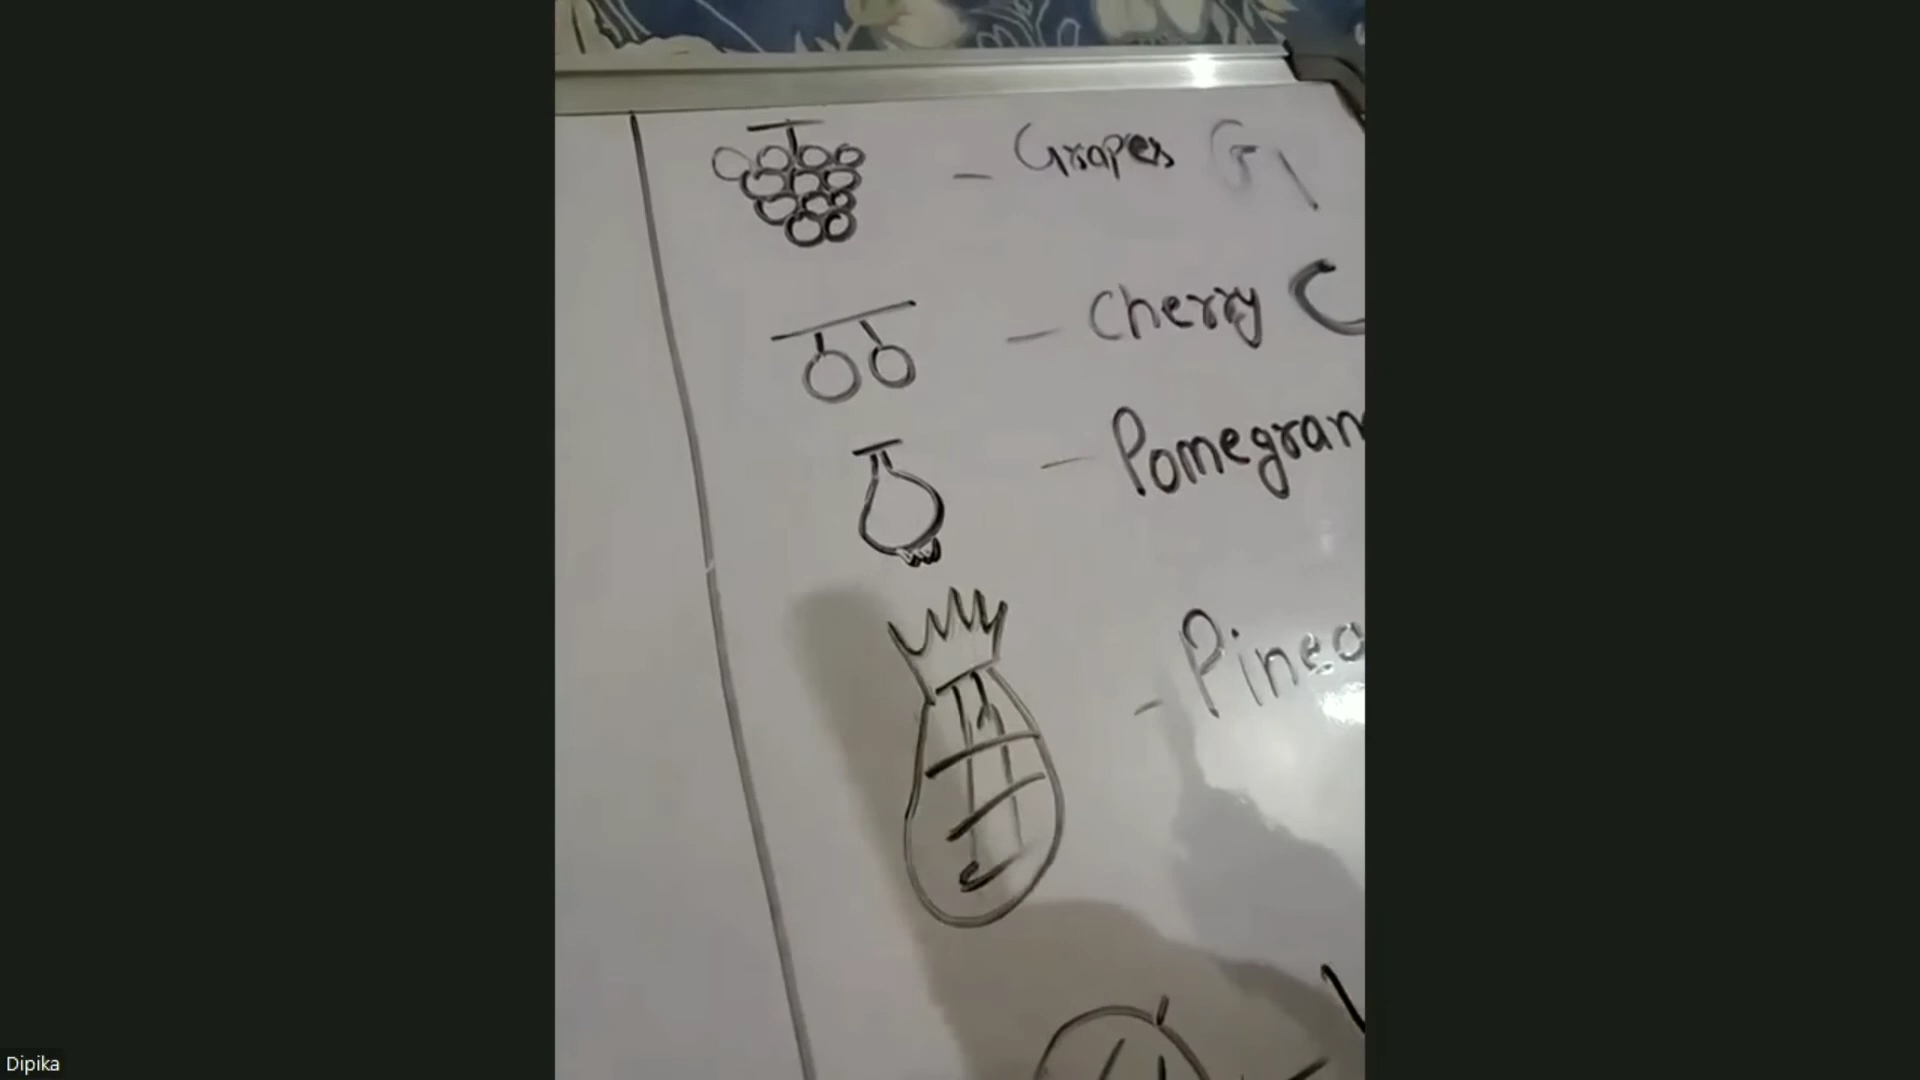 - Grapes G
- Cherry C
- Pomegran
- Pinea
Dipika